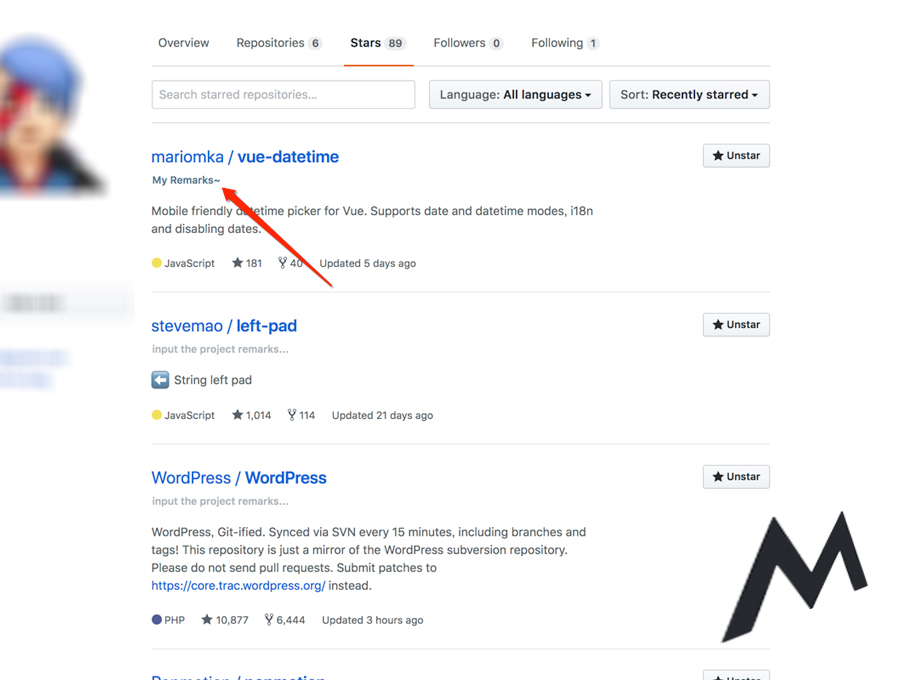 Overview Repositories 6 Stars 89 Followers 0 Following 1
Search starred repositories... Language: All languages Sort: Recently starred
mariomka / vue-datetime Unstar
My Remarks~
Mobile friendly datetime picker for Vue. Supports date and datetime modes, i18n
and disabling dates.
JavaScript 181 40 Updated 5 days ago
stevemao / left-pad Unstar
input the project remarks...
String left pad
JavaScript 1,014 114 Updated 21 days ago
WordPress / WordPress Unstar
input the project remarks...
WordPress, Git-ified. Synced via SVN every 15 minutes, including branches and
tags! This repository is just a mirror of the WordPress subversion repository.
Please do not send pull requests. Submit patches to
https://core.trac.wordpress.org/ instead.
PHP 10,877 6,444 Updated 3 hours ago
Unstar